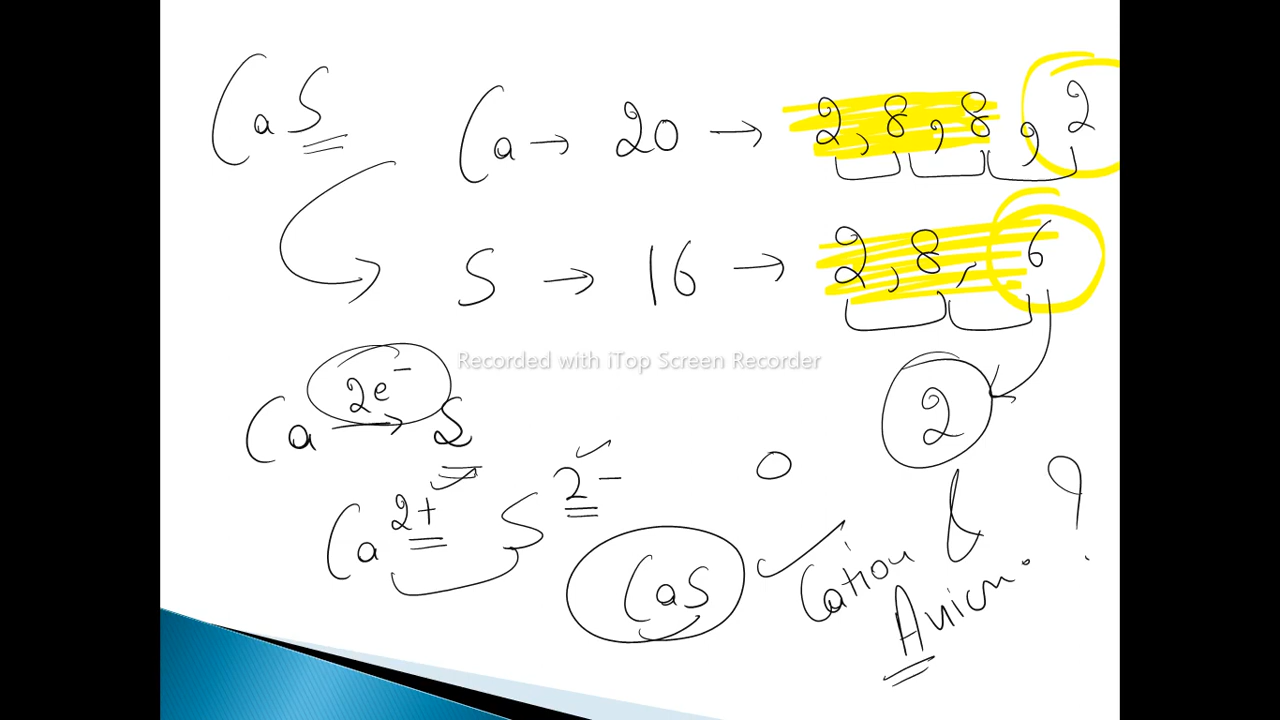 CaS
Ca → 20 → 2, 8, 8, 2
S → 16 → 2, 8, 6
Recorded with iTop Screen Recorder
2e⁻
Ca → S
2
Ca²⁺ S²⁻
CaS
Cation &
Anion. ?